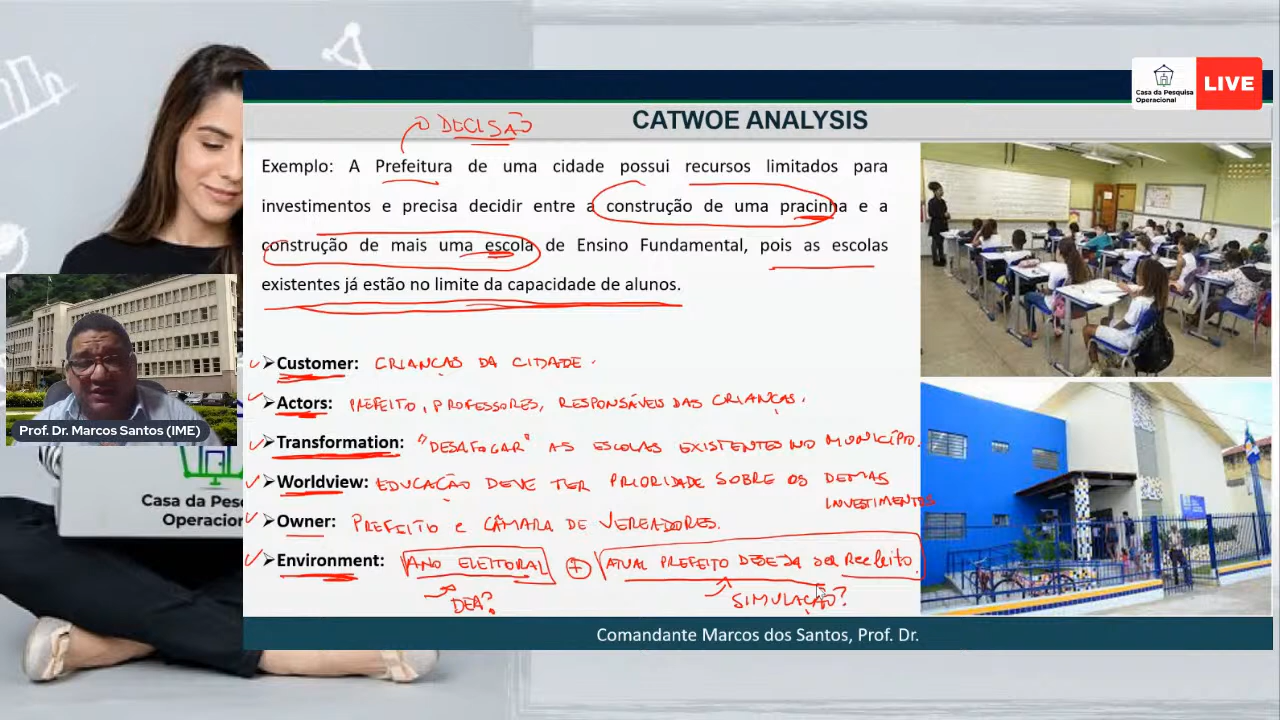 Casa da Pesquisa
Operacional
LIVE
CATWOE ANALYSIS
DECISÃO
Exemplo: A Prefeitura de uma cidade possui recursos limitados para
investimentos e precisa decidir entre a construção de uma pracinha e a
construção de mais uma escola de Ensino Fundamental, pois as escolas
existentes já estão no limite da capacidade de alunos.
➢Customer: CRIANÇAS DA CIDADE.
➢Actors: PREFEITO, PROFESSORES, RESPONSÁVEIS DAS CRIANÇAS.
➢Transformation: "DESAFOGAR" AS ESCOLAS EXISTENTES NO MUNICÍPIO.
➢Worldview: EDUCAÇÃO DEVE TER PRIORIDADE SOBRE OS DEMAS
INVESTIMENTOS
➢Owner: PREFEITO E CÂMARA DE VEREADORES.
➢Environment: ANO ELEITORAL + ATUAL PREFEITO DESEJA SER REELEITO.
DEA? SIMULAÇÃO?
Prof. Dr. Marcos Santos (IME)
Casa da Pesq
Operacion
Comandante Marcos dos Santos, Prof. Dr.